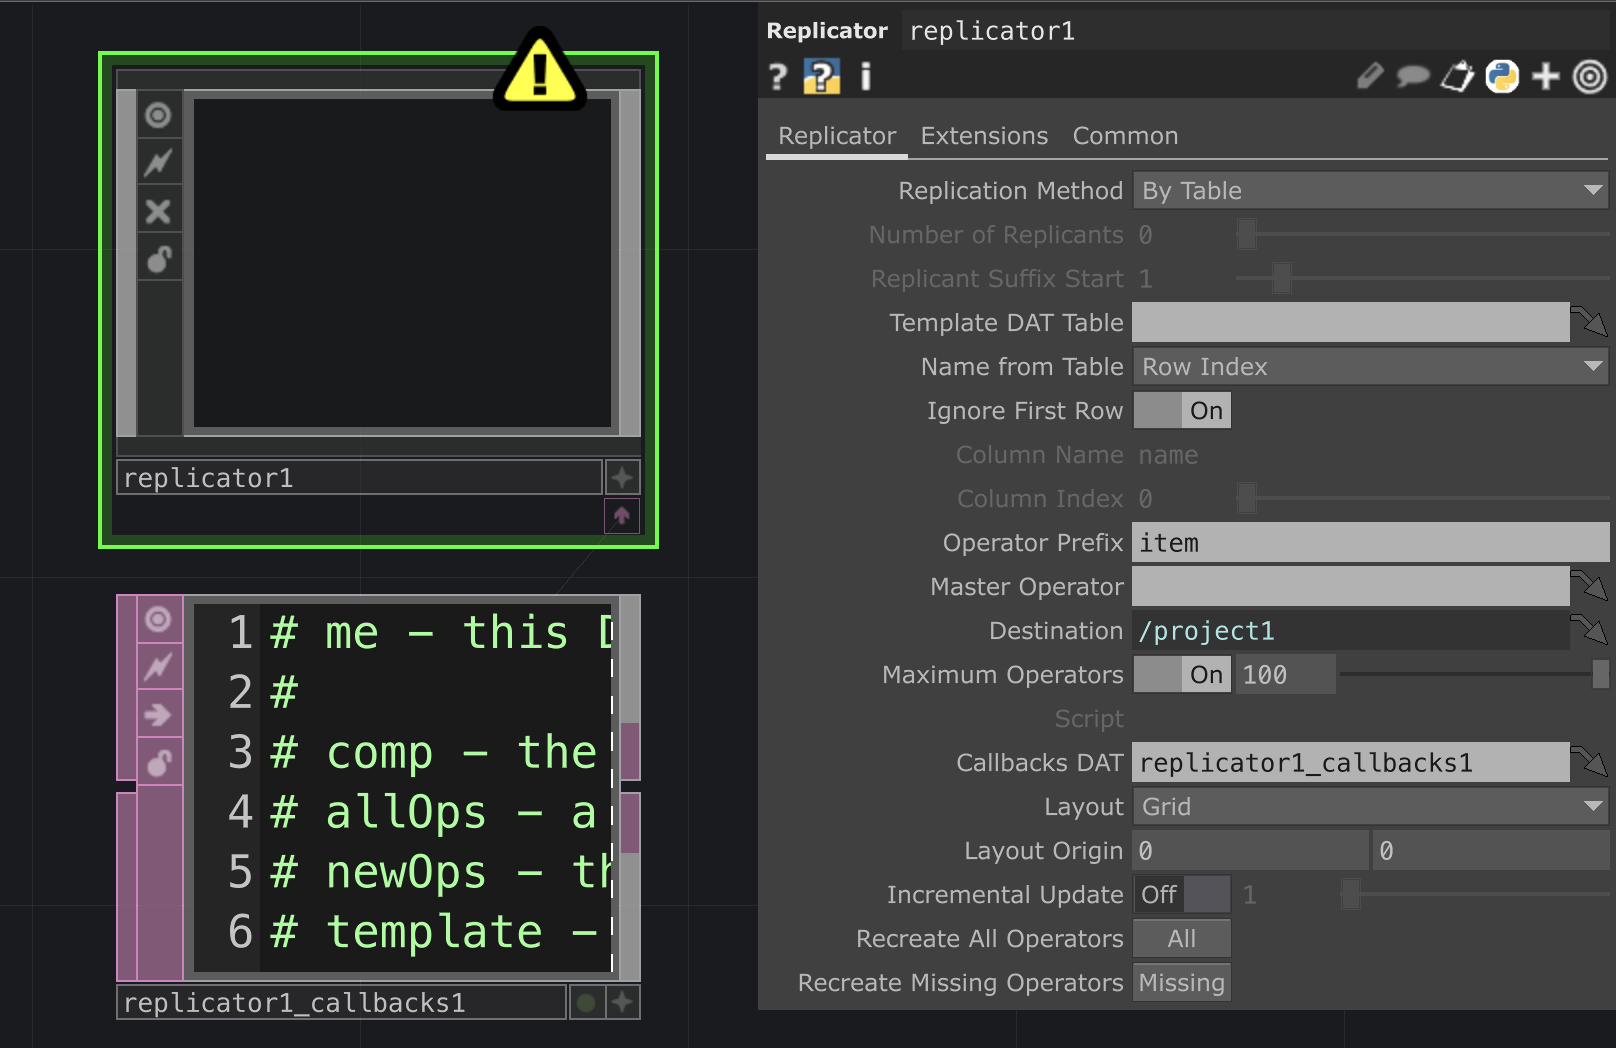 Replicator replicator1
Replicator Extensions Common
Replication Method By Table
Number of Replicants 0
Replicant Suffix Start 1
Template DAT Table
Name from Table Row Index
Ignore First Row On
Column Name name
Column Index 0
Operator Prefix item
Master Operator
Destination /project1
Maximum Operators On 100
Script
Callbacks DAT replicator1_callbacks1
Layout Grid
Layout Origin 0 0
Incremental Update Off 1
Recreate All Operators All
Recreate Missing Operators Missing
replicator1
1 # me - this
2 #
3 # comp - the
4 # allOps - a
5 # newOps - th
6 # template -
replicator1_callbacks1